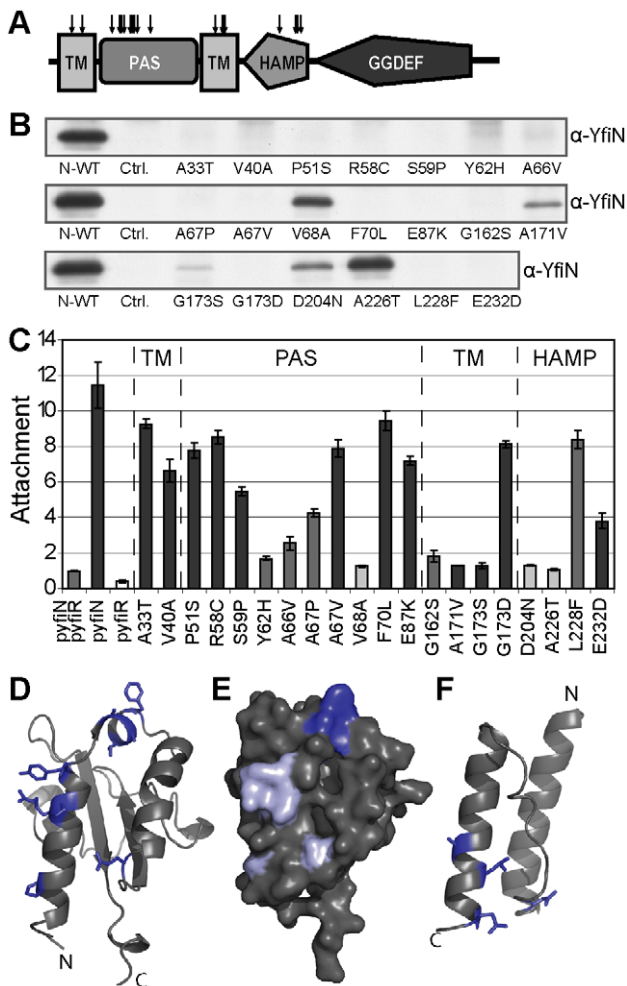 A
TM PAS TM HAMP GGDEF
B
α-YfiN
N-WT Ctrl. A33T V40A P51S R58C S59P Y62H A66V
α-YfiN
N-WT Ctrl. A67P A67V V68A F70L E87K G162S A171V
α-YfiN
N-WT Ctrl. G173S G173D D204N A226T L228F E232D
C
14
12
10
8
6
4
2
0
Attachment
TM PAS TM HAMP
pyfiN pyfiR pyfiN pyfiR A33T V40A P51S R58C S59P Y62H A66V A67P A67V V68A F70L E87K G162S A171V G173S G173D D204N A226T L228F E232D
D
N
C
E
F
N
C